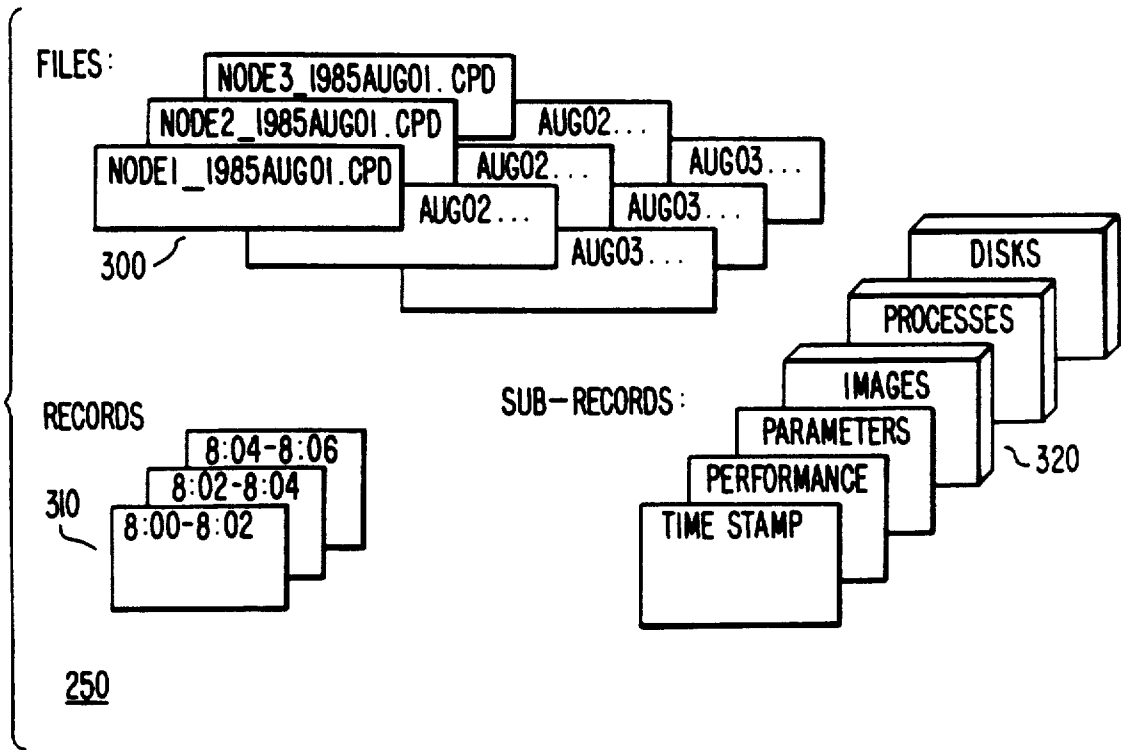 FILES:
NODE3_1985AUG01.CPD
NODE2_1985AUG01.CPD
NODE1_1985AUG01.CPD
AUG02...
AUG02...
AUG02...
AUG03...
AUG03...
AUG03...
300
RECORDS
8:04-8:06
8:02-8:04
8:00-8:02
310
SUB-RECORDS:
DISKS
PROCESSES
IMAGES
PARAMETERS
PERFORMANCE
TIME STAMP
320
250